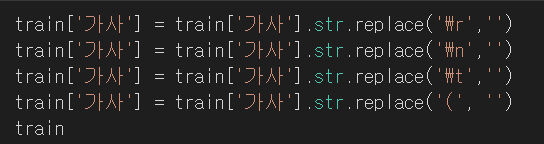 train['가사'] = train['가사'].str.replace('₩r','')
train['가사'] = train['가사'].str.replace('₩n','')
train['가사'] = train['가사'].str.replace('₩t','')
train['가사'] = train['가사'].str.replace('(', '')
train